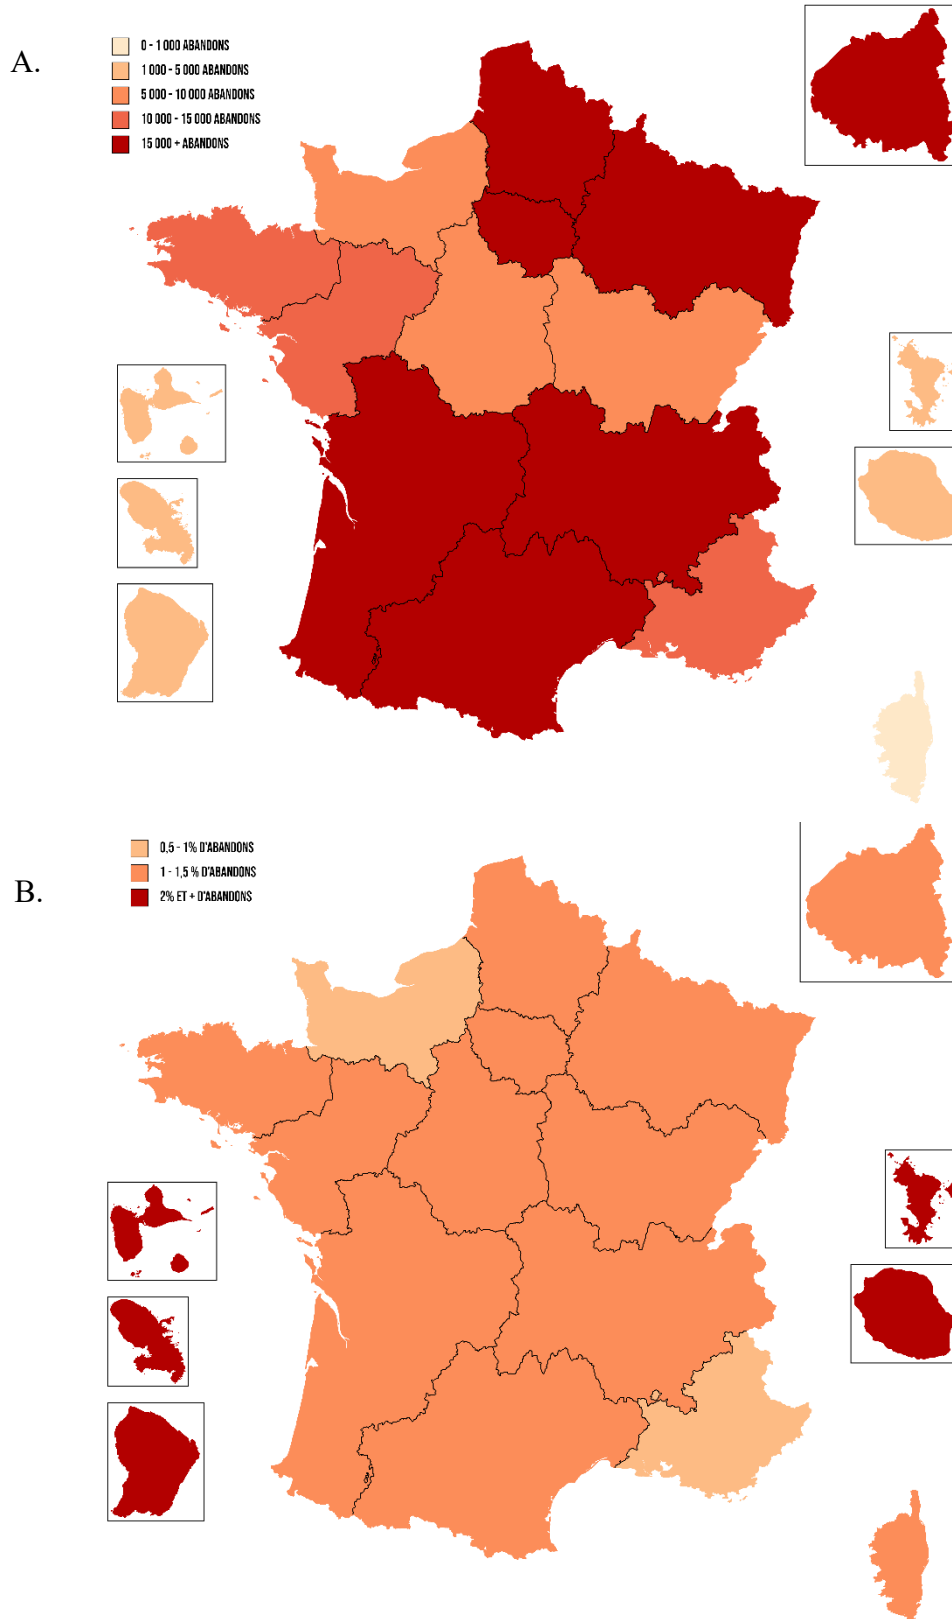 A.
0 - 1 000 ABANDONS
1 000 - 5 000 ABANDONS
5 000 - 10 000 ABANDONS
10 000 - 15 000 ABANDONS
15 000 + ABANDONS
B.
0,5 - 1% D'ABANDONS
1 - 1,5 % D'ABANDONS
2% ET + D'ABANDONS